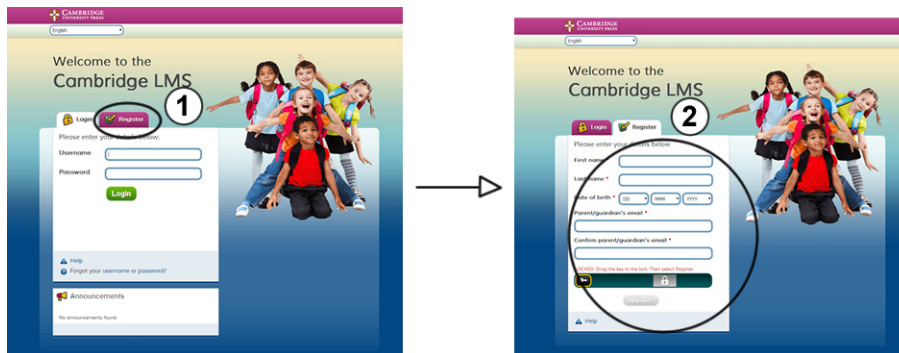 CAMBRIDGE
UNIVERSITY PRESS
English
Welcome to the
Cambridge LMS
1
Login
Register
Please enter your details below:
Username
Password
Login
Help
Forgot your username or password?
Announcements
No announcements found.
CAMBRIDGE
UNIVERSITY PRESS
English
Welcome to the
Cambridge LMS
2
Login
Register
Please enter your details below
First name
Last name *
Date of birth * DD MMM YYYY
Parent/guardian's email *
Confirm parent/guardian's email *
LOCKED: Drag the key to the lock. Then select Register
Register
Help